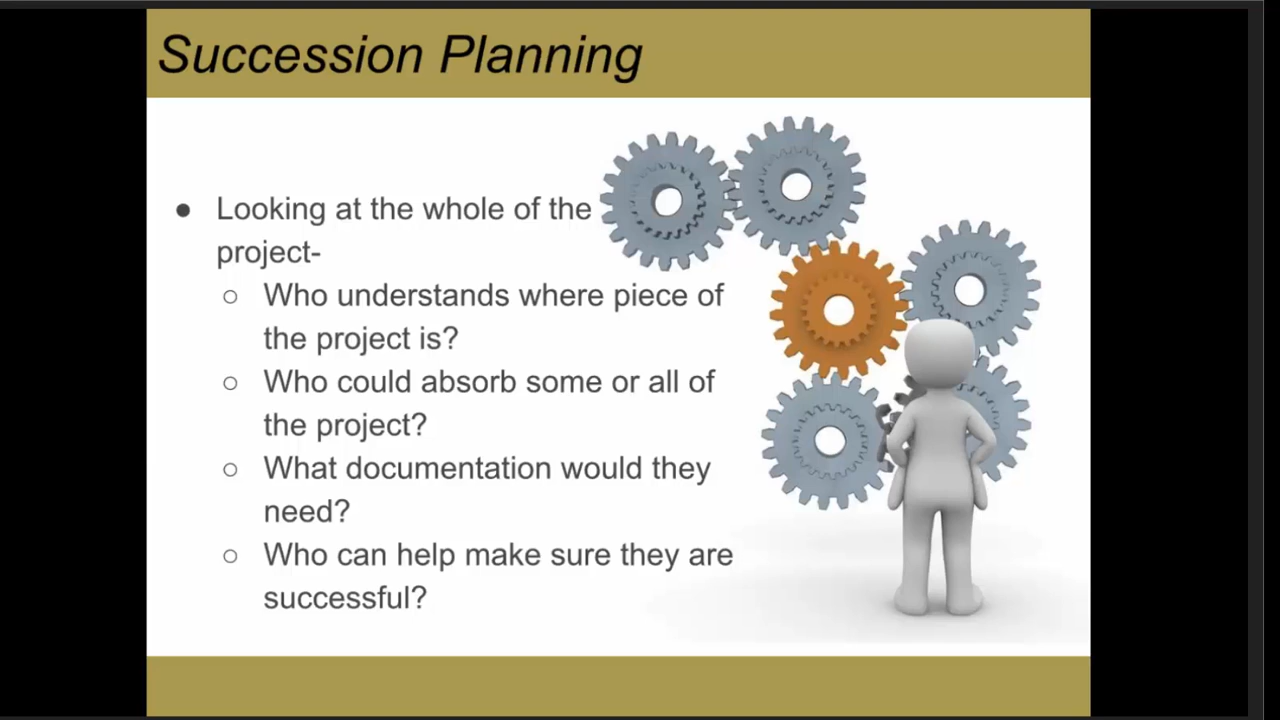 Succession Planning
● Looking at the whole of the
project-
○ Who understands where piece of
the project is?
○ Who could absorb some or all of
the project?
○ What documentation would they
need?
○ Who can help make sure they are
successful?